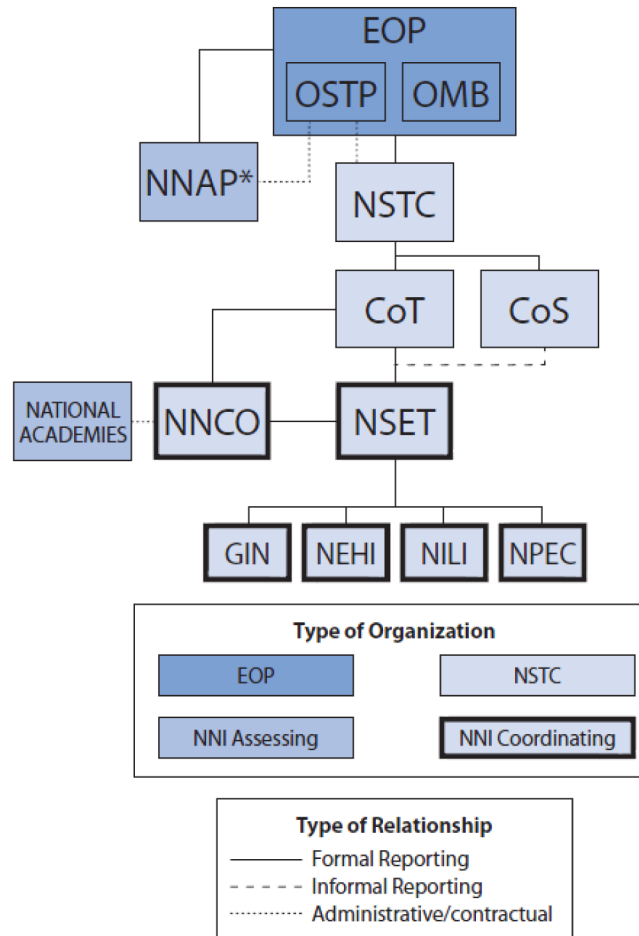 EOP
OSTP OMB
NNAP*
NSTC
CoT CoS
NATIONAL
ACADEMIES
NNCO NSET
GIN NEHI NILI NPEC
Type of Organization
EOP NSTC
NNI Assessing NNI Coordinating
Type of Relationship
Formal Reporting
Informal Reporting
Administrative/contractual